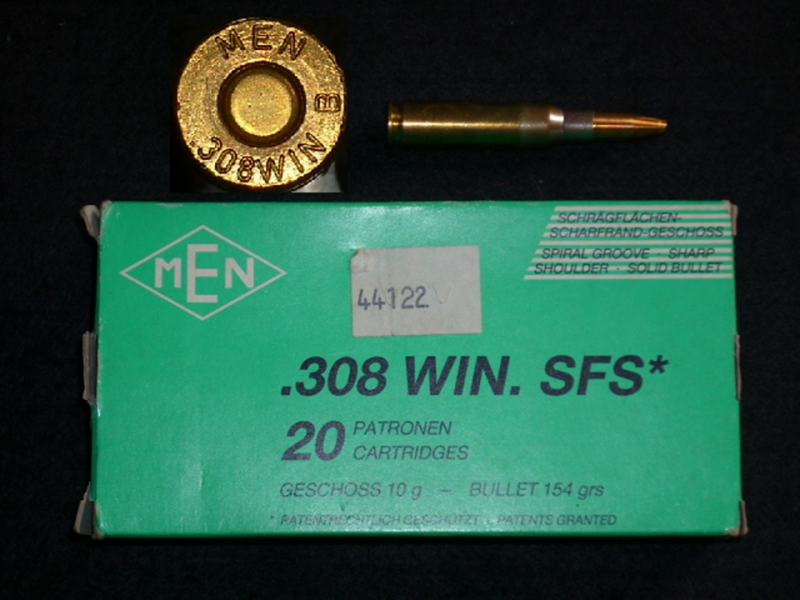 MEN
B
.308WIN
MEN
SCHRÄGFLÄCHEN-
SCHARFRAND-GESCHOSS
SPIRAL GROOVE - SHARP
SHOULDER - SOLID BULLET
44122
.308 WIN. SFS*
20 PATRONEN
CARTRIDGES
GESCHOSS 10 g – BULLET 154 grs
* PATENTRECHTLICH GESCHÜTZT - PATENTS GRANTED